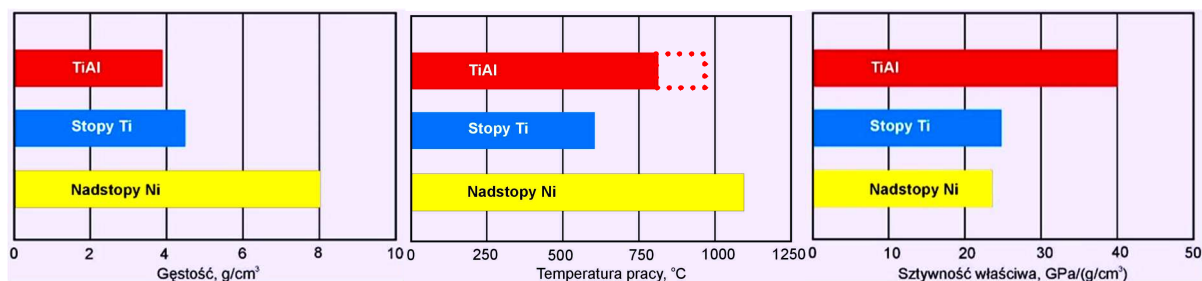 TiAl
Stopy Ti
Nadstopy Ni
0 2 4 6 8 10
Gęstość, g/cm³
TiAl
Stopy Ti
Nadstopy Ni
0 250 500 750 1000 1250
Temperatura pracy, °C
TiAl
Stopy Ti
Nadstopy Ni
0 10 20 30 40 50
Sztywność właściwa, GPa/(g/cm³)